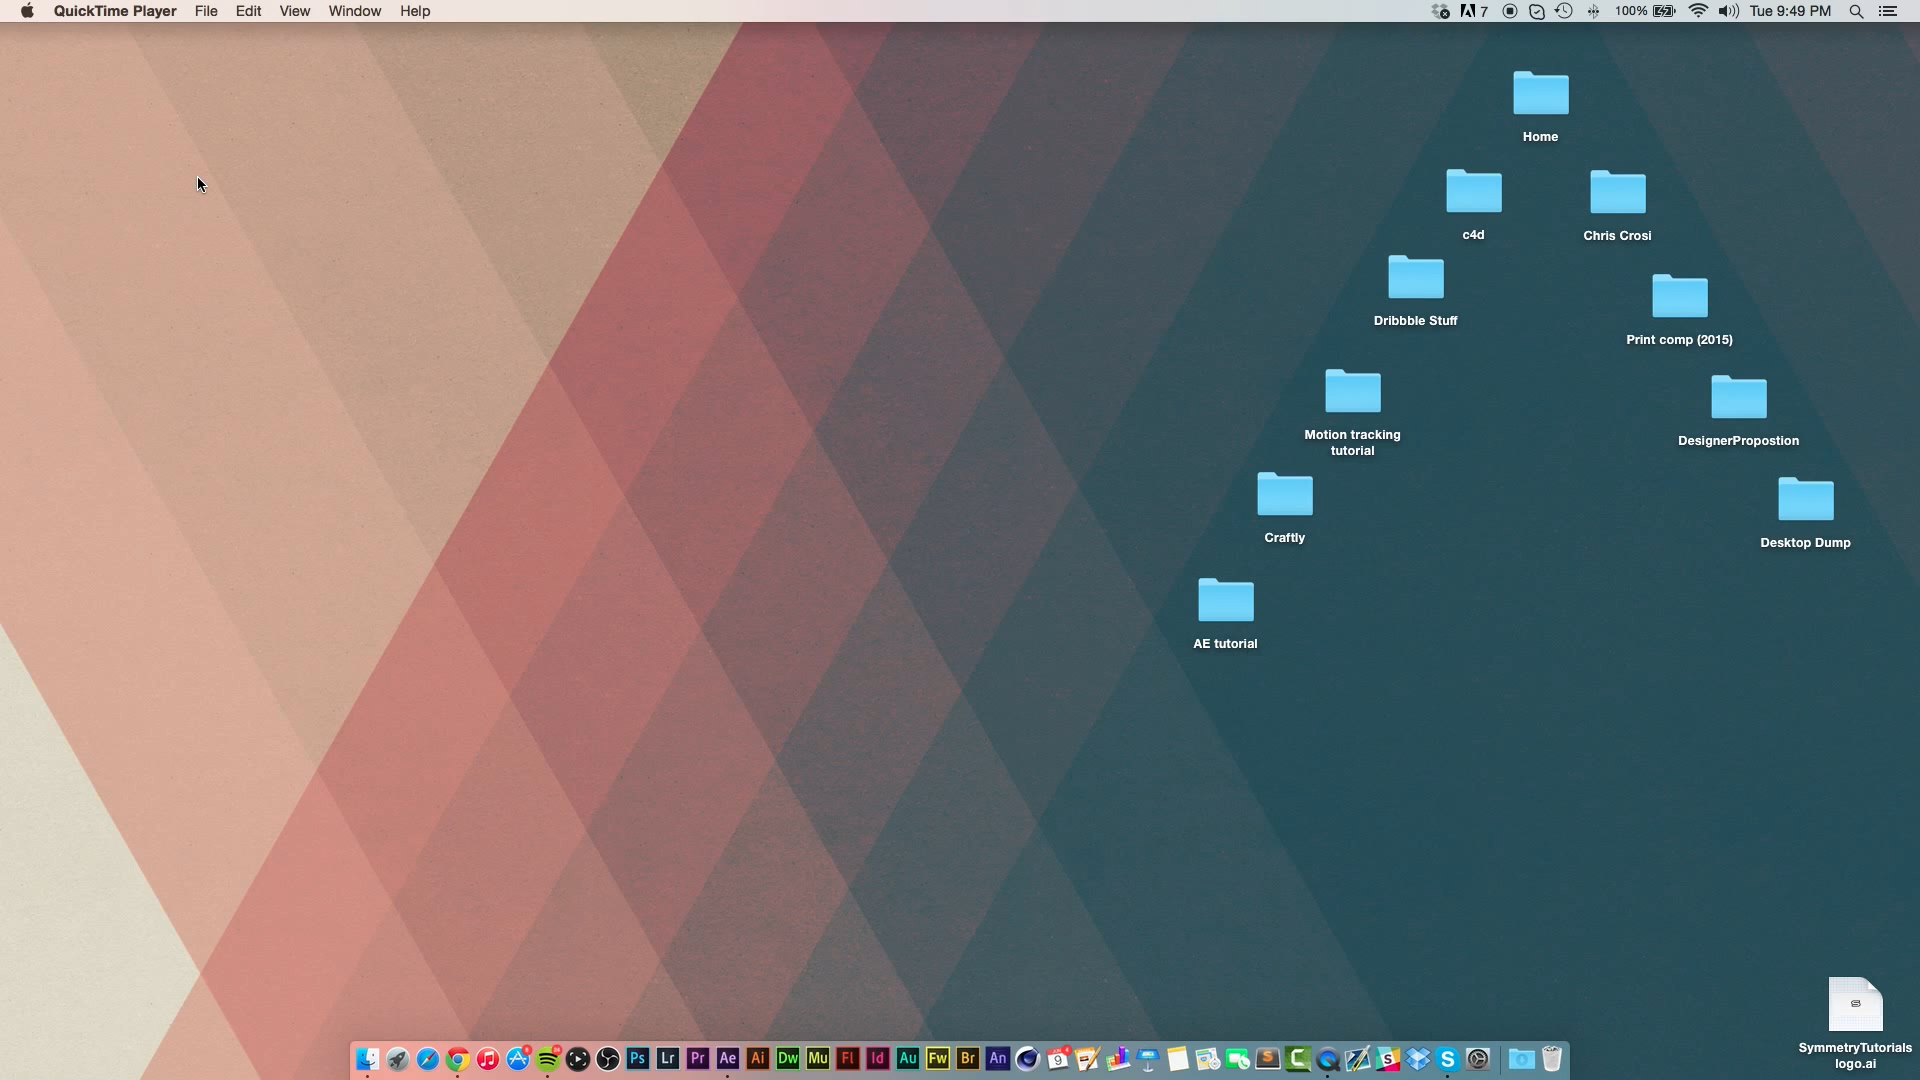 QuickTime Player File Edit View Window Help 7 100% Tue 9:49 PM
Home
c4d
Chris Crosi
Dribbble Stuff
Print comp (2015)
Motion tracking
tutorial
DesignerPropostion
Craftly
Desktop Dump
AE tutorial
SymmetryTutorials
logo.ai
Ps Lr Pr Ae Ai Dw Mu Fl Id Au Fw Br An 9 S C S S